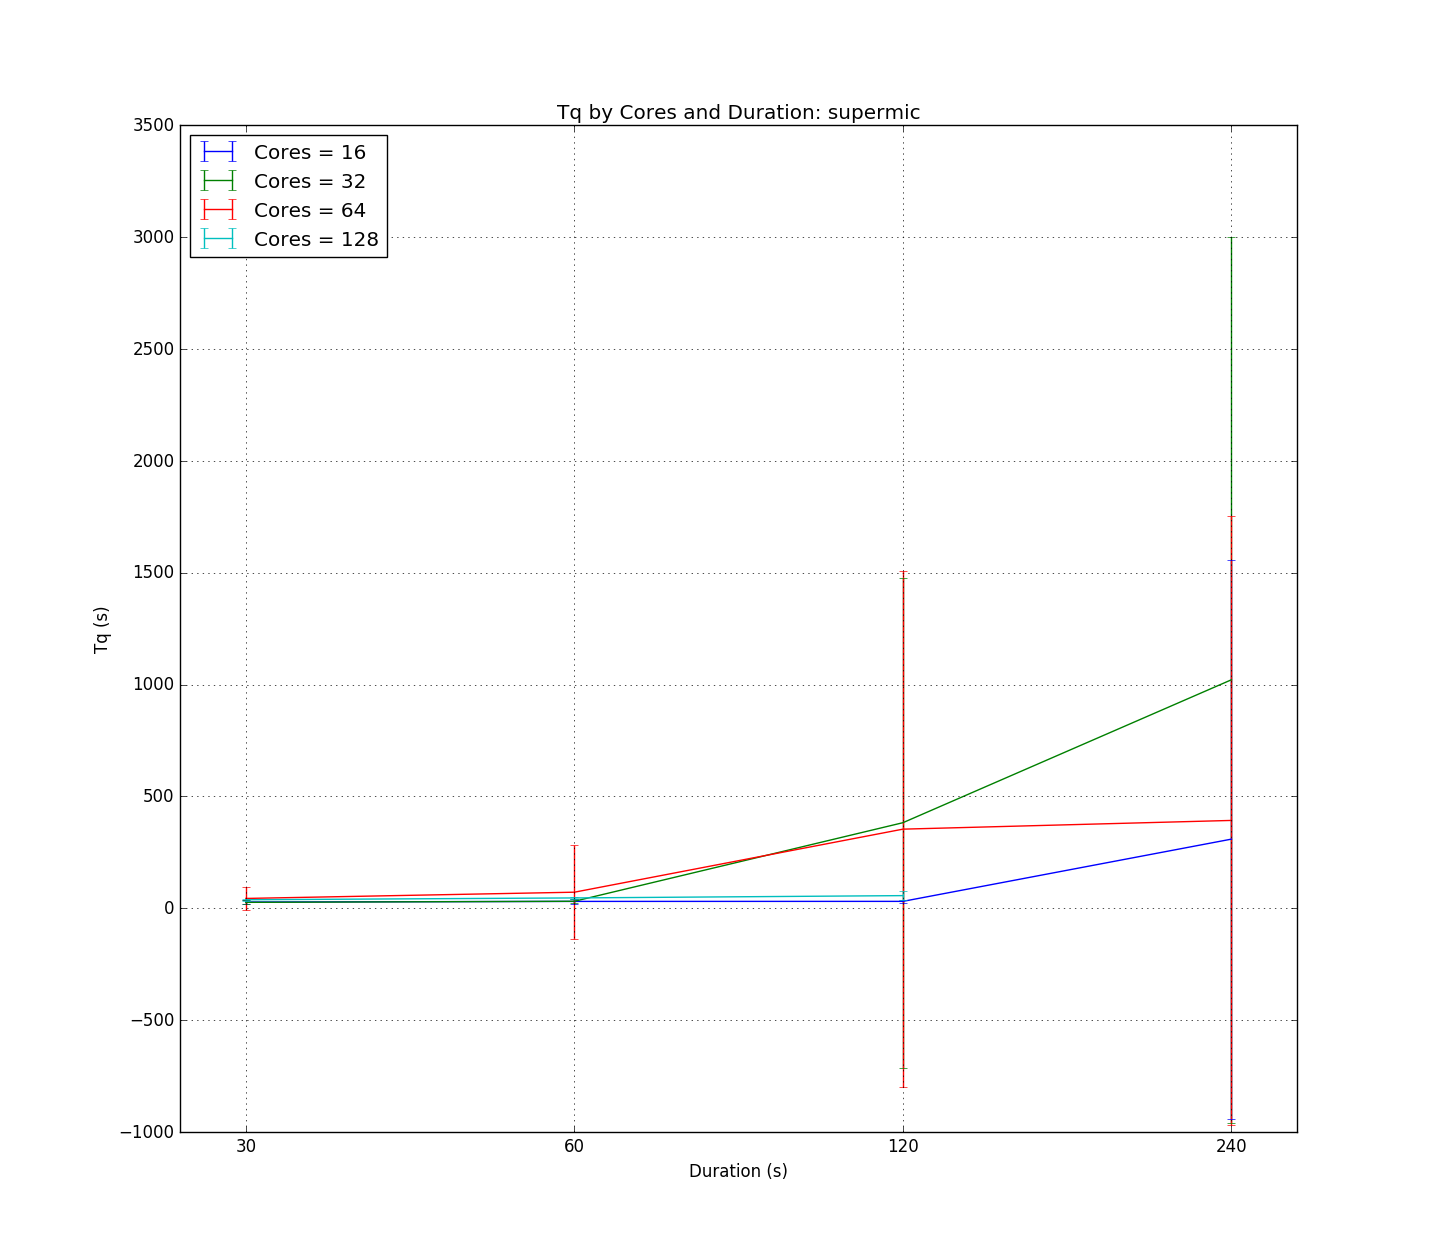 Tq by Cores and Duration: supermic
3500
3000
2500
2000
1500
1000
500
0
−500
−1000
Tq (s)
Cores = 16
Cores = 32
Cores = 64
Cores = 128
30 60 120 240
Duration (s)